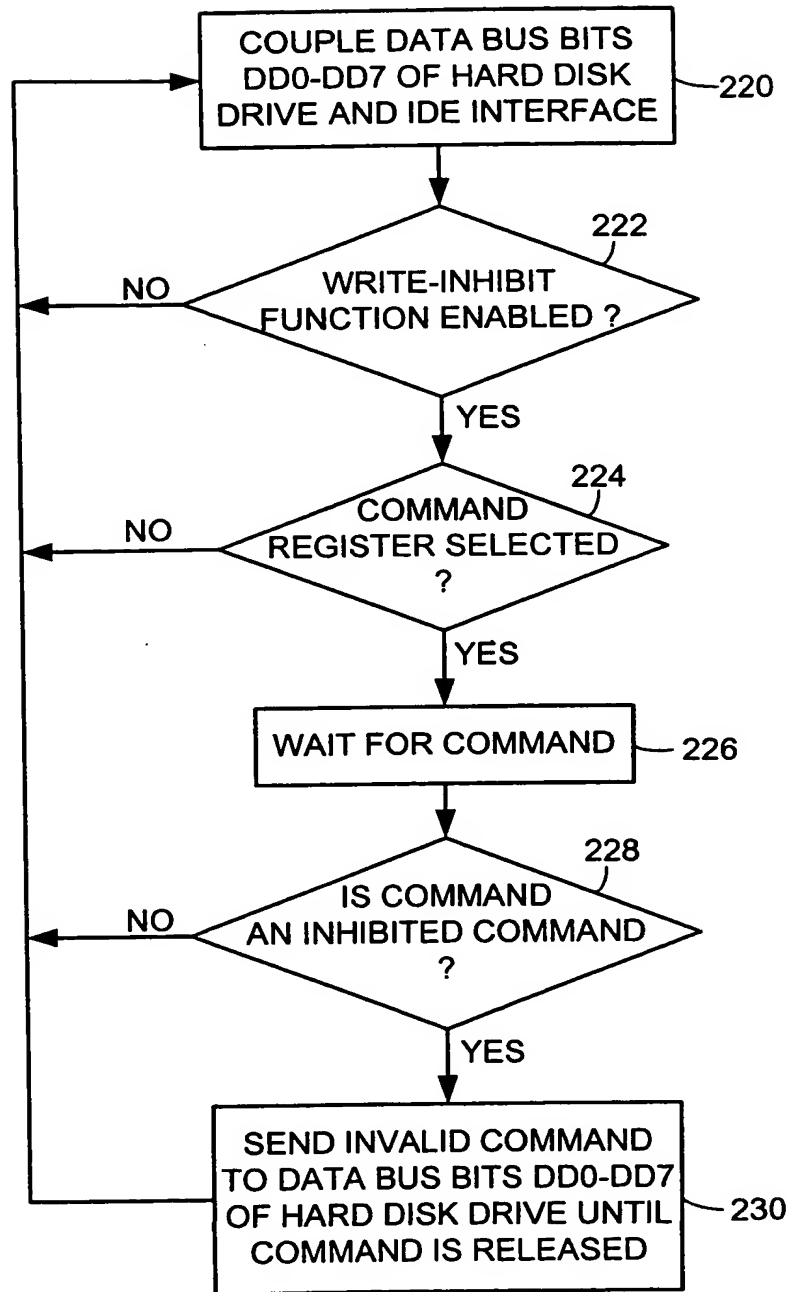 COUPLE DATA BUS BITS
DD0-DD7 OF HARD DISK
DRIVE AND IDE INTERFACE
220
222
WRITE-INHIBIT
FUNCTION ENABLED ?
NO
YES
224
COMMAND
REGISTER SELECTED
?
NO
YES
WAIT FOR COMMAND
226
228
IS COMMAND
AN INHIBITED COMMAND
?
NO
YES
SEND INVALID COMMAND
TO DATA BUS BITS DD0-DD7
OF HARD DISK DRIVE UNTIL
COMMAND IS RELEASED
230